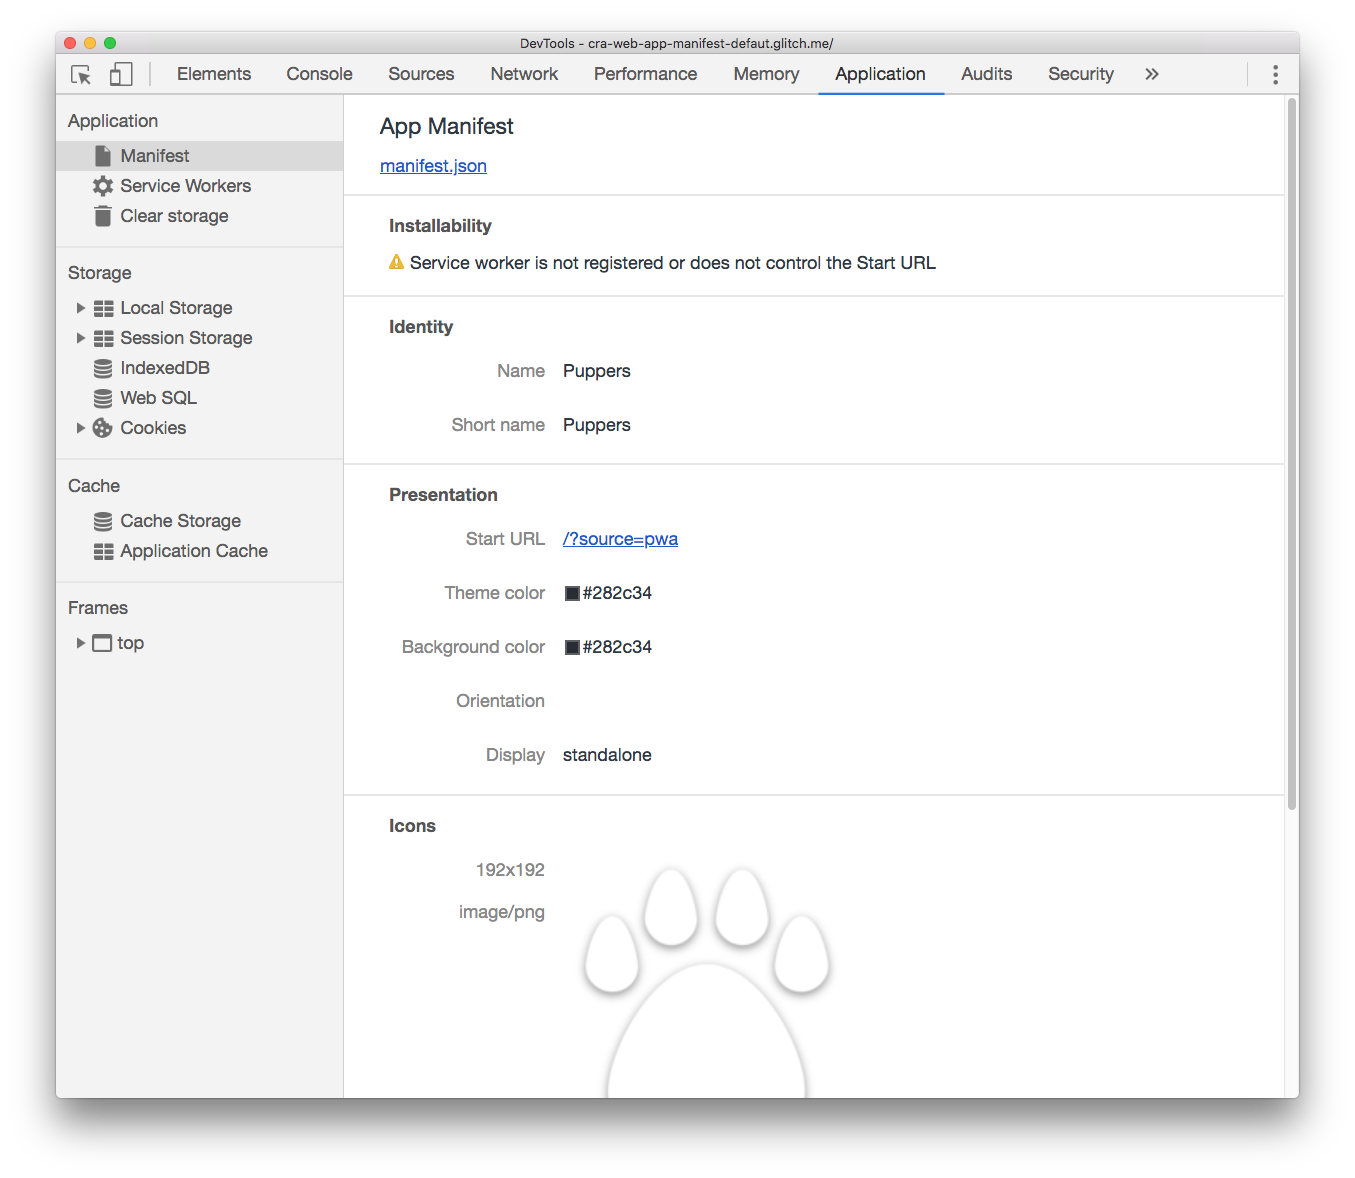 DevTools - cra-web-app-manifest-defaut.glitch.me/
Elements Console Sources Network Performance Memory Application Audits Security »
Application
Manifest
Service Workers
Clear storage
Storage
Local Storage
Session Storage
IndexedDB
Web SQL
Cookies
Cache
Cache Storage
Application Cache
Frames
top
App Manifest
manifest.json
Installability
Service worker is not registered or does not control the Start URL
Identity
Name Puppers
Short name Puppers
Presentation
Start URL /?source=pwa
Theme color #282c34
Background color #282c34
Orientation
Display standalone
Icons
192x192
image/png